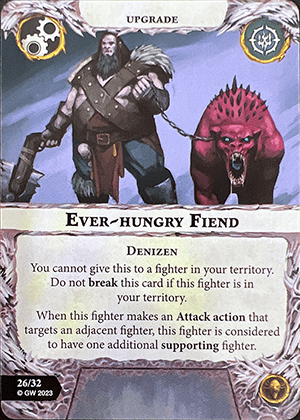 UPGRADE
EVER-HUNGRY FIEND
DENIZEN
You cannot give this to a fighter in your territory.
Do not break this card if this fighter is in
your territory.
When this fighter makes an Attack action that
targets an adjacent fighter, this fighter is considered
to have one additional supporting fighter.
26/32
© GW 2023